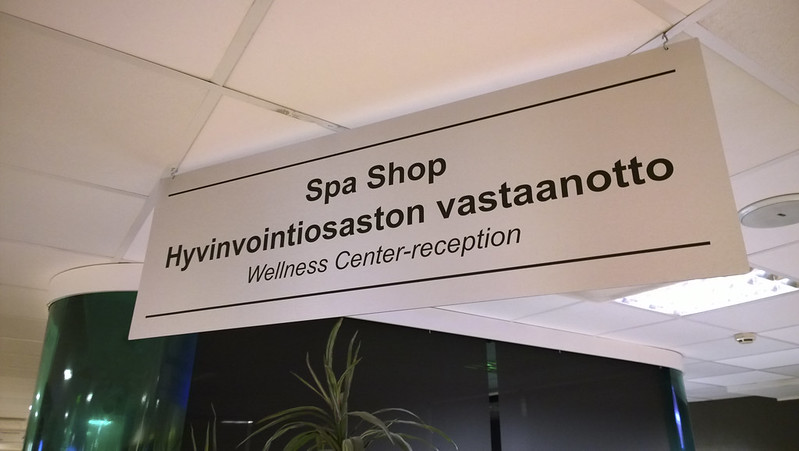 Spa Shop
Hyvinvointiosaston vastaanotto
Wellness Center-reception